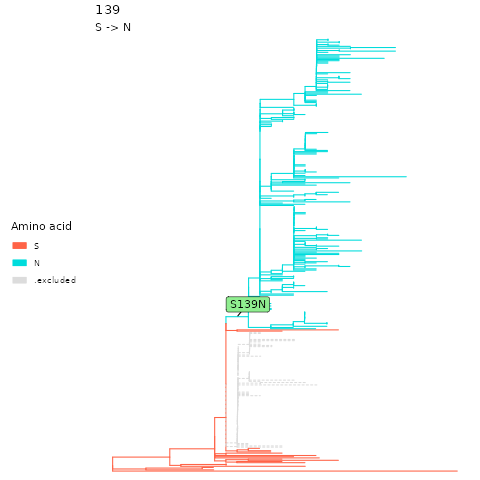 139
S -> N
Amino acid
S
N
.excluded
S139N